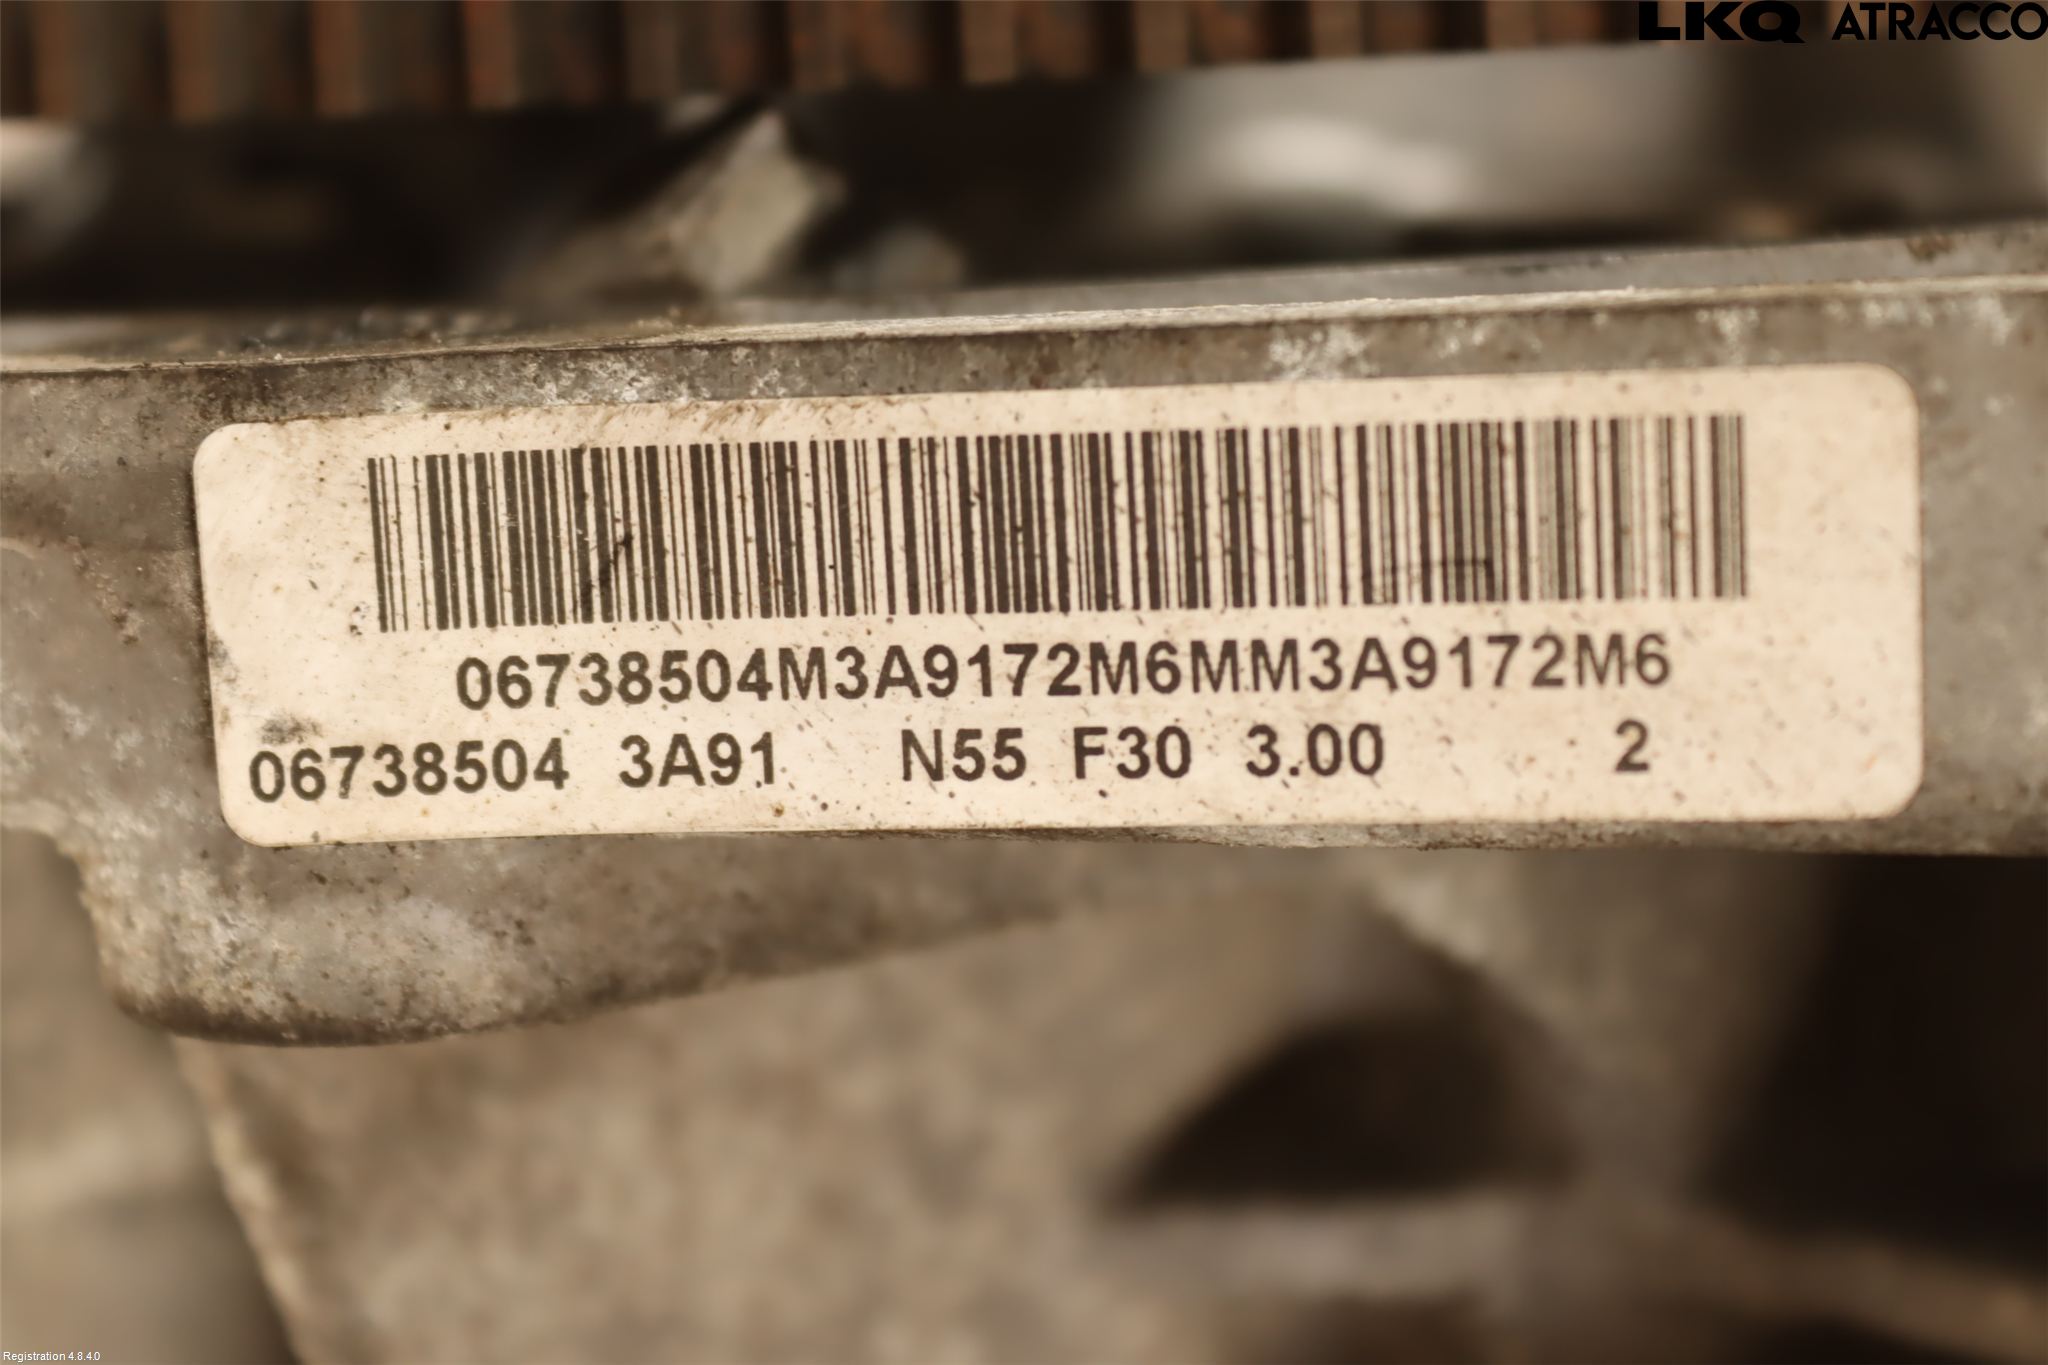 LKQ ATRACCO
06738504M3A9172M6MM3A9172M6
06738504 3A91 N55 F30 3.00 2
Registration 4.8.4.0